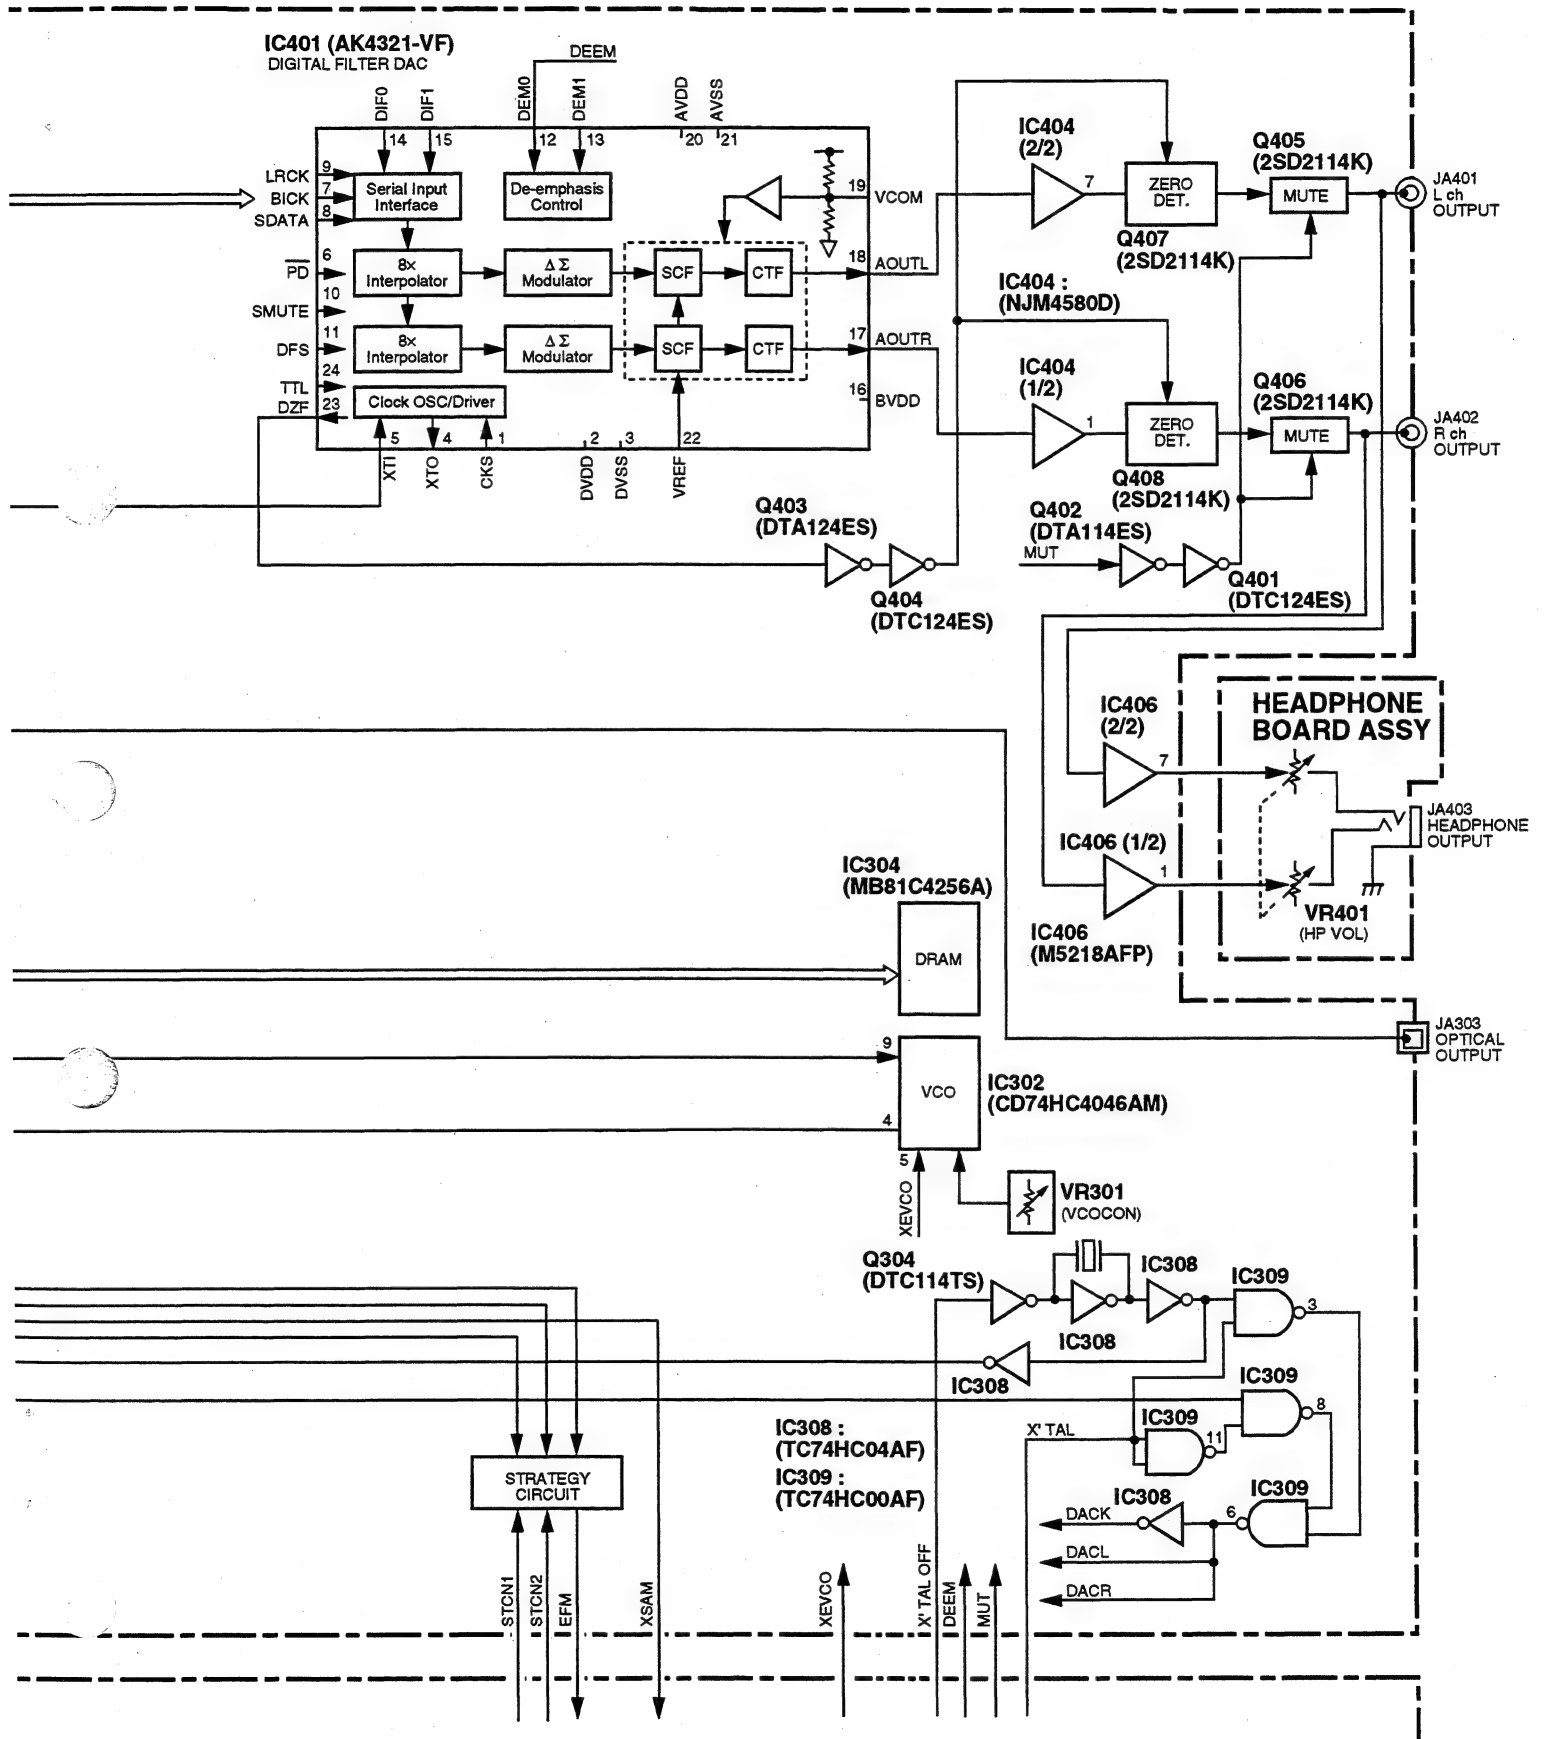 IC401 (AK4321-VF)
DIGITAL FILTER DAC
DEEM
DIF0
DIF1
DEM0
DEM1
AVDD
AVSS
14
15
12
13
20
21
LRCK
9
BICK
7
SDATA
8
Serial Input
Interface
De-emphasis
Control
19
VCOM
PD
6
8x
Interpolator
ΔΣ
Modulator
SCF
CTF
18
AOUTL
SMUTE
10
DFS
11
8x
Interpolator
ΔΣ
Modulator
SCF
CTF
17
AOUTR
TTL
24
DZF
23
Clock OSC/Driver
16
BVDD
5
4
1
2
3
22
XTI
XTO
CKS
DVDD
DVSS
VREF
IC404
(2/2)
7
ZERO
DET.
Q407
(2SD2114K)
Q405
(2SD2114K)
MUTE
JA401
L ch
OUTPUT
IC404 :
(NJM4580D)
IC404
(1/2)
1
ZERO
DET.
Q408
(2SD2114K)
Q406
(2SD2114K)
MUTE
JA402
R ch
OUTPUT
Q403
(DTA124ES)
Q404
(DTC124ES)
Q402
(DTA114ES)
MUT
Q401
(DTC124ES)
HEADPHONE
BOARD ASSY
IC406
(2/2)
7
IC406 (1/2)
1
IC406
(M5218AFP)
VR401
(HP VOL)
JA403
HEADPHONE
OUTPUT
IC304
(MB81C4256A)
DRAM
JA303
OPTICAL
OUTPUT
9
VCO
4
5
IC302
(CD74HC4046AM)
XEVCO
VR301
(VCOCON)
Q304
(DTC114TS)
IC308
IC309
3
IC308
IC308
IC309
8
IC309
11
X' TAL
IC308 :
(TC74HC04AF)
IC309 :
(TC74HC00AF)
STRATEGY
CIRCUIT
IC308
IC309
6
DACK
DACL
DACR
STCN1
STCN2
EFM
XSAM
XEVCO
X' TAL OFF
DEEM
MUT